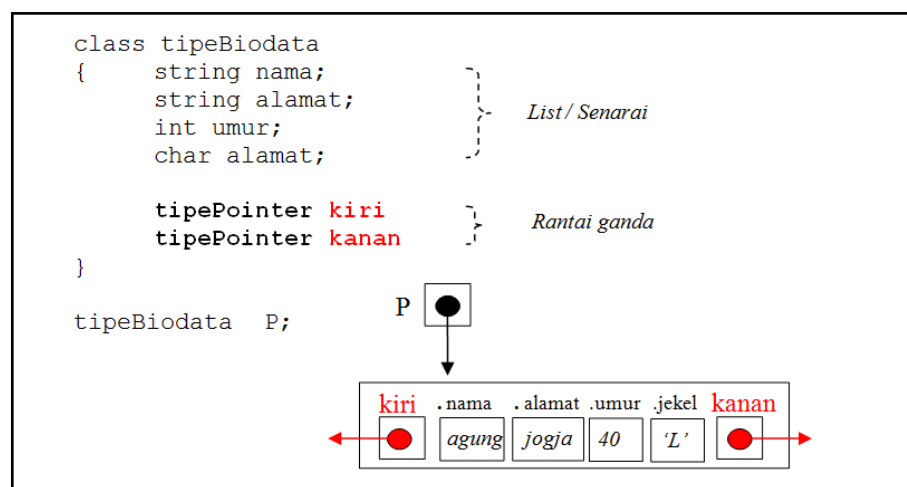 class tipeBiodata
{ string nama;
string alamat;
int umur;
char alamat;
List / Senarai
tipePointer kiri
tipePointer kanan
Rantai ganda
}
tipeBiodata P;
P
kiri .nama .alamat .umur .jekel kanan
agung jogja 40 ‘L’